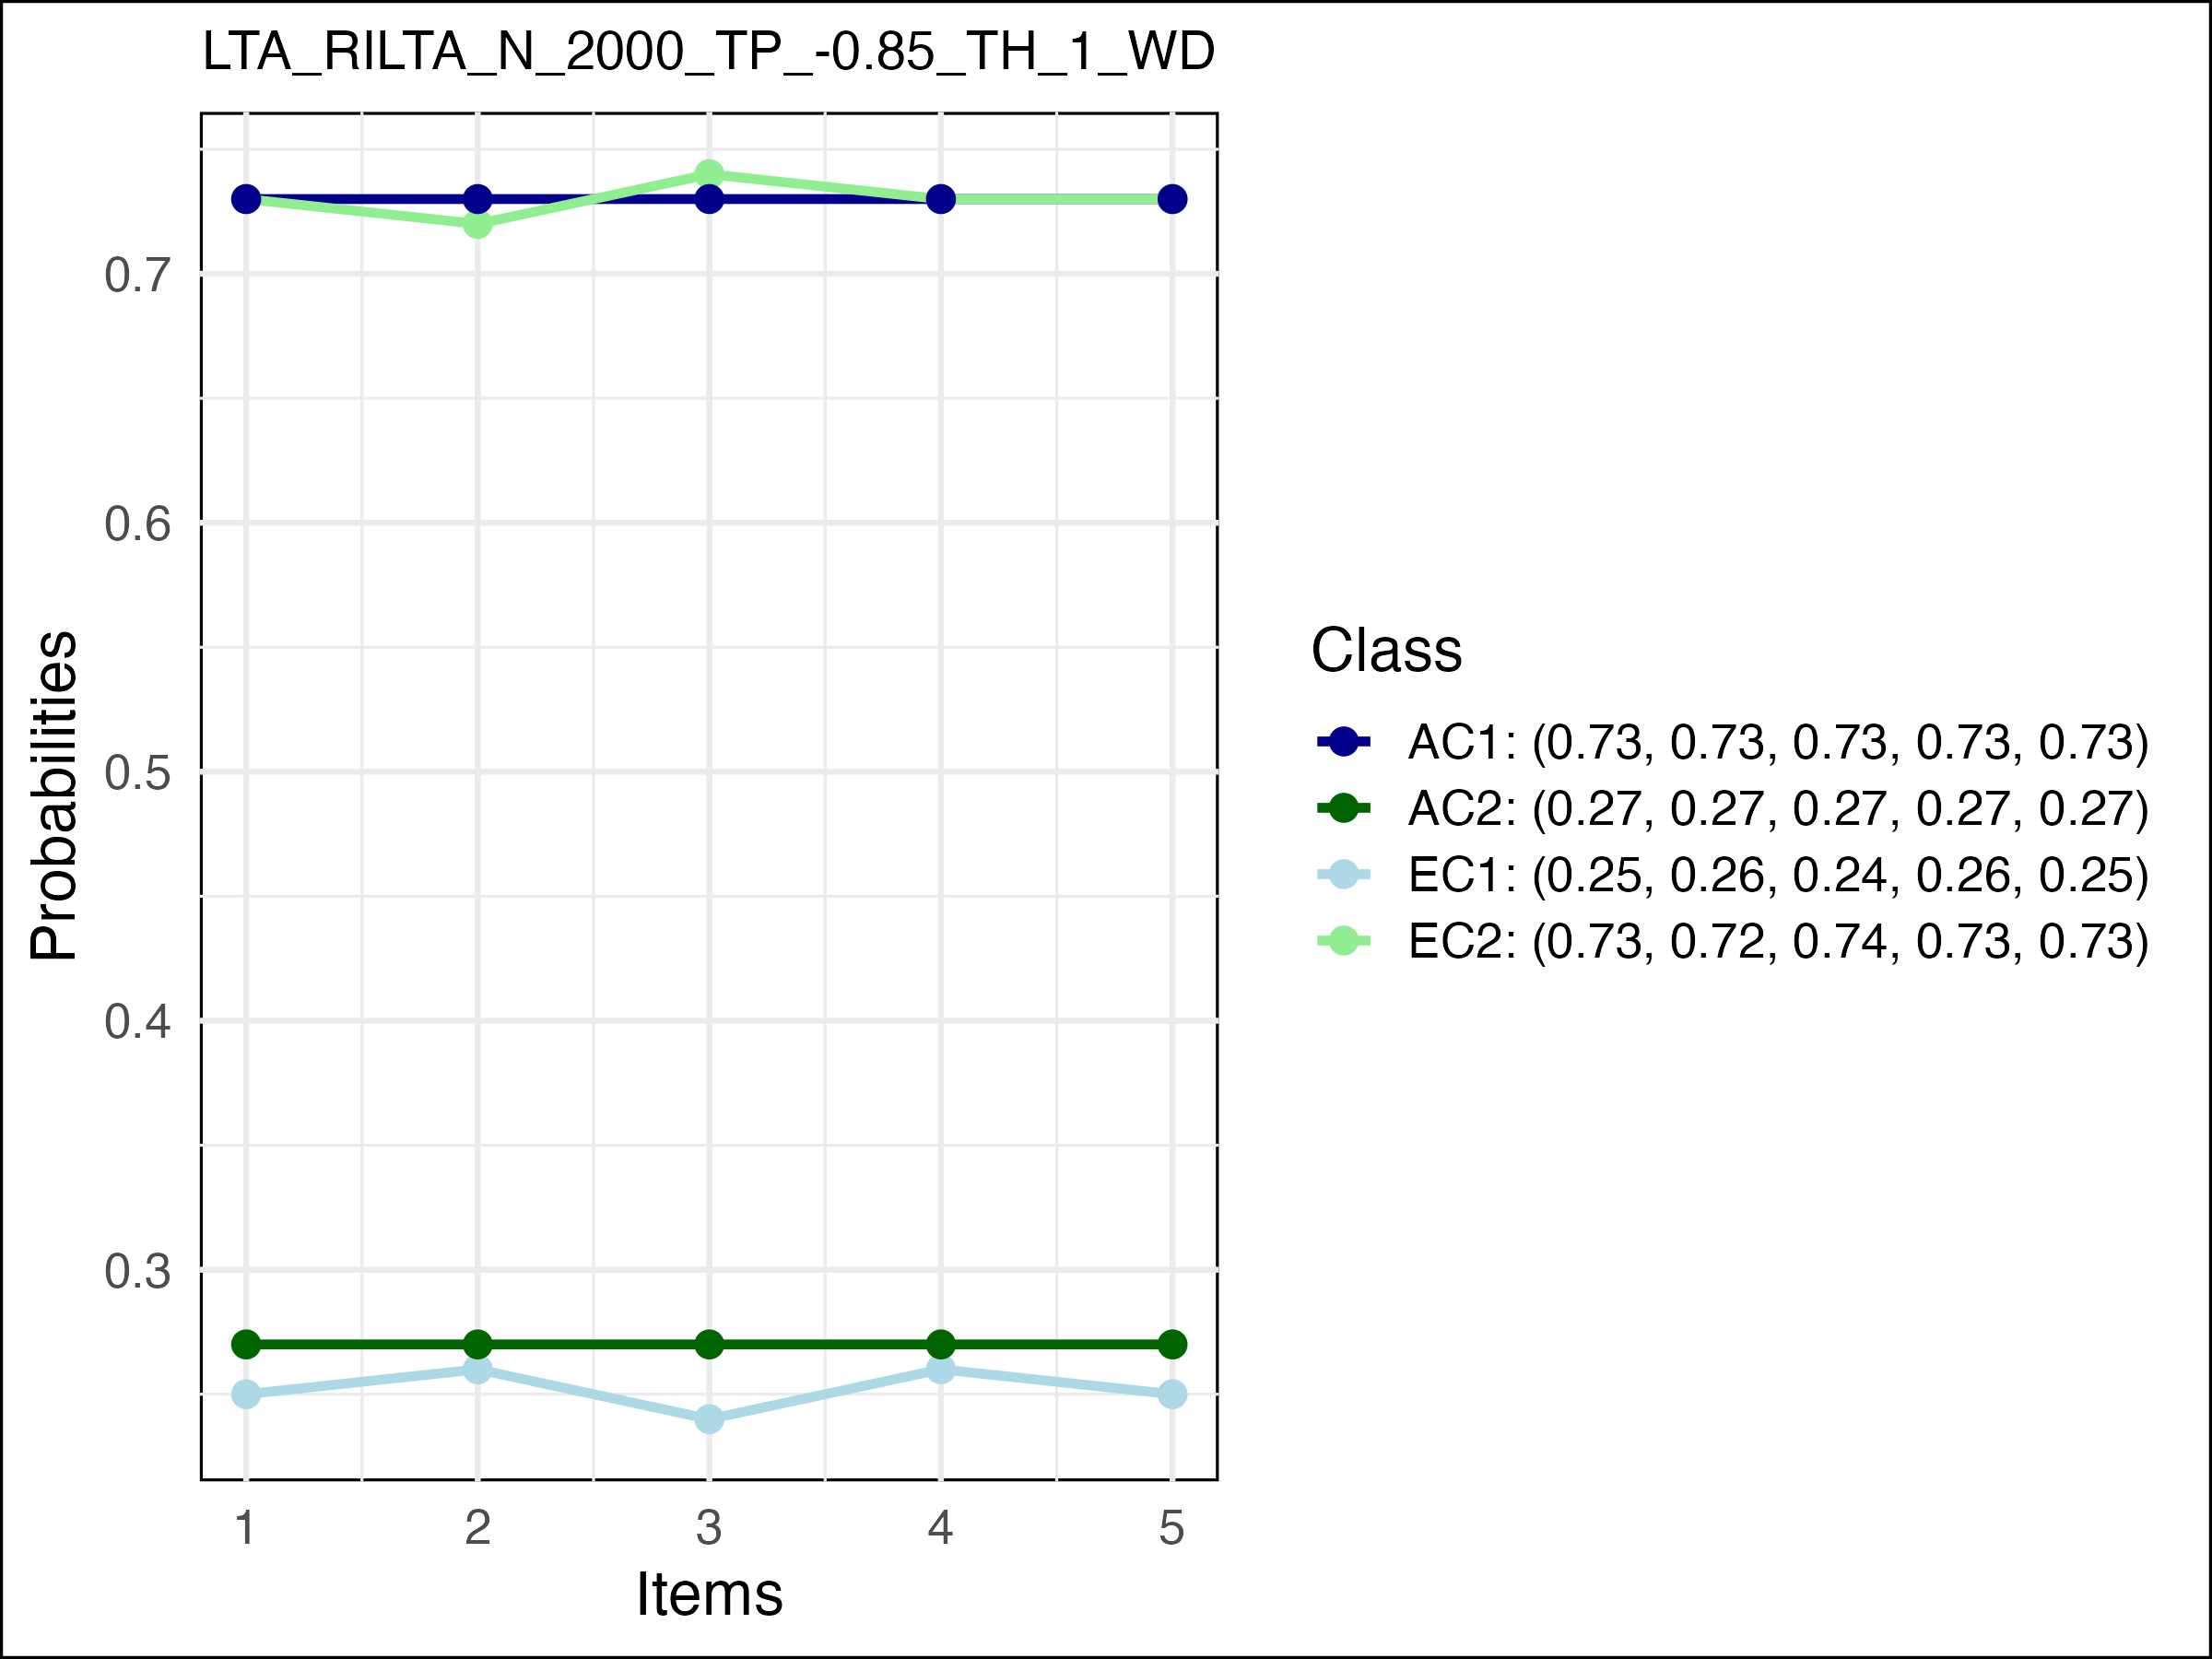 LTA_RILTA_N_2000_TP_-0.85_TH_1_WD
Probabilities
0.7
0.6
0.5
0.4
0.3
1 2 3 4 5
Items
Class
AC1: (0.73, 0.73, 0.73, 0.73, 0.73)
AC2: (0.27, 0.27, 0.27, 0.27, 0.27)
EC1: (0.25, 0.26, 0.24, 0.26, 0.25)
EC2: (0.73, 0.72, 0.74, 0.73, 0.73)